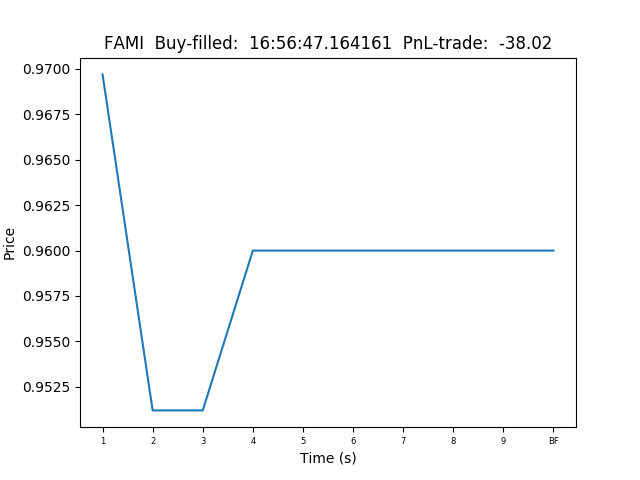 FAMI  Buy-filled:  16:56:47.164161  PnL-trade:  -38.02
0.9700
0.9675
0.9650
0.9625
0.9600
0.9575
0.9550
0.9525
Price
1 2 3 4 5 6 7 8 9 BF
Time (s)